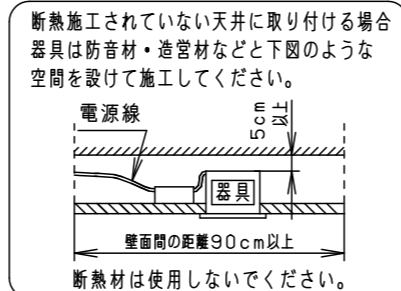 断熱施工されていない天井に取り付ける場合
器具は防音材・造営材などと下図のような
空間を設けて施工してください。
電源線
5cm
以上
器具
壁面間の距離90cm以上
断熱材は使用しないでください。